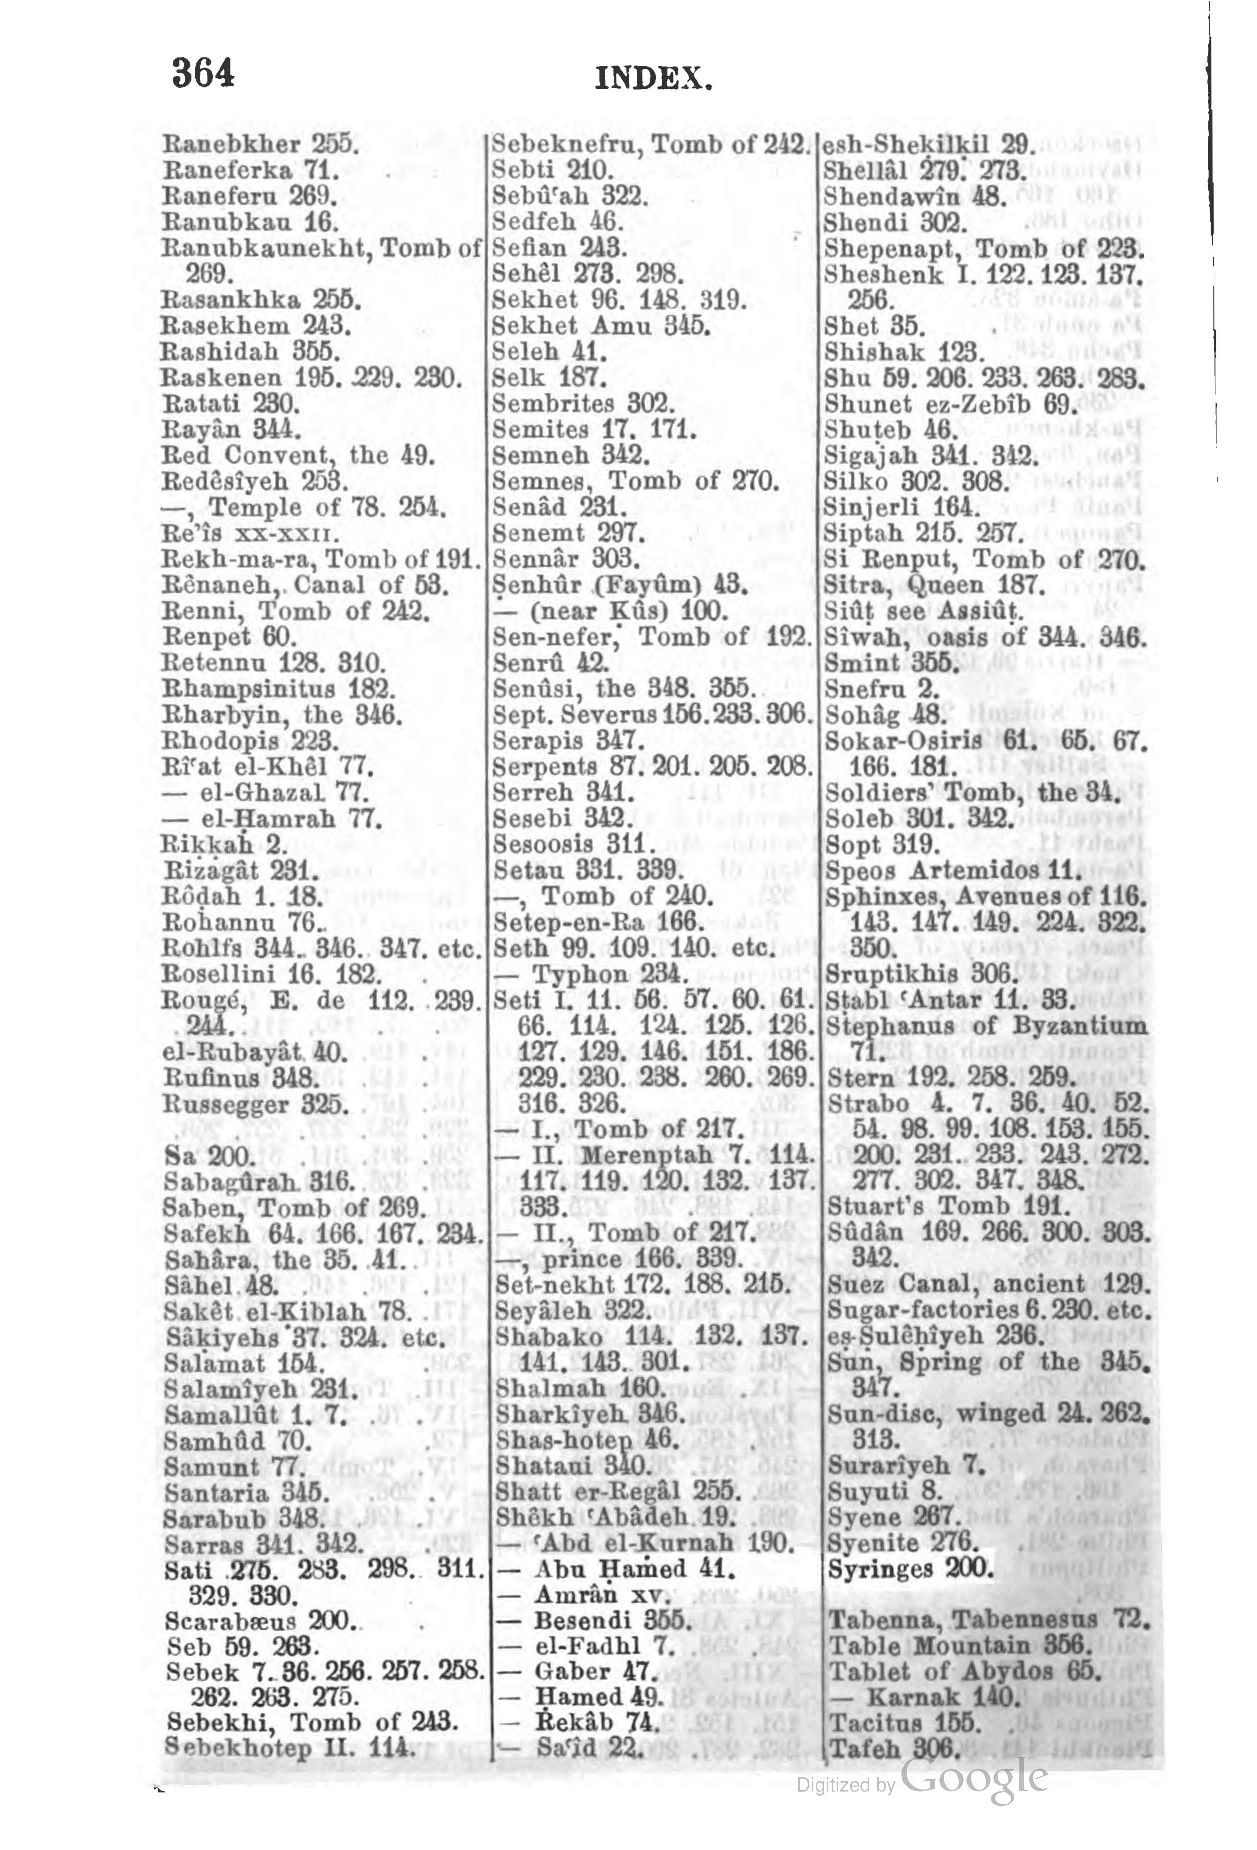 364
INDEX.
Ranebkher 255.
Raneferka 71.
Raneferu 269.
Ranubkau 16.
Ranubkaunekht, Tomb of
269.
Rasankhka 255.
Rasekhem 243.
Rashidah 355.
Raskenen 195. 229. 230.
Ratati 230.
Rayân 344.
Red Convent, the 49.
Redêsîyeh 253.
—, Temple of 78. 254.
Re’îs xx-xxii.
Rekh-ma-ra, Tomb of 191.
Rênaneh, Canal of 53.
Renni, Tomb of 242.
Renpet 60.
Retennu 128. 310.
Rhampsinitus 182.
Rharbyin, the 346.
Rhodopis 223.
Rîʿat el-Khêl 77.
— el-Ghazal 77.
— el-Ḥamrah 77.
Riḳḳah 2.
Rizaġât 231.
Rôḍah 1. 18.
Rohannu 76.
Rohlfs 344. 346. 347. etc.
Rosellini 16. 182.
Rougé, E. de 112. 239.
244.
el-Rubayât 40.
Rufinus 348.
Russegger 325.
Sa 200.
Sabagûrah 316.
Saben, Tomb of 269.
Safekh 64. 166. 167. 234.
Sahâra, the 35. 41.
Sâhel 48.
Sakêt el-Kiblah 78.
Sâḳiyehs 37. 324. etc.
Salamat 154.
Salamîyeh 231.
Samallûṭ 1. 7.
Samhûd 70.
Samunt 77.
Santaria 345.
Sarabub 348.
Sarras 341. 342.
Sati 275. 283. 298. 311.
329. 330.
Scarabæus 200.
Seb 59. 263.
Sebek 7. 36. 256. 257. 258.
262. 263. 275.
Sebekhi, Tomb of 243.
Sebekhotep II. 114.
Sebeknefru, Tomb of 242.
Sebti 210.
Sebûʿah 322.
Sedfeh 46.
Sefian 243.
Sehêl 273. 298.
Sekhet 96. 148. 319.
Sekhet Amu 345.
Seleh 41.
Selk 187.
Sembrites 302.
Semites 17. 171.
Semneh 342.
Semnes, Tomb of 270.
Senâd 231.
Senemt 297.
Sennâr 303.
Ṣenhûr (Fayûm) 43.
— (near Ḳûs) 100.
Sen-nefer, Tomb of 192.
Senrû 42.
Senûsi, the 348. 355.
Sept. Severus 156. 233. 306.
Serapis 347.
Serpents 87. 201. 205. 208.
Serreh 341.
Sesebi 342.
Sesoosis 311.
Setau 331. 339.
—, Tomb of 240.
Setep-en-Ra 166.
Seth 99. 109. 140. etc.
— Typhon 234.
Seti I. 11. 56. 57. 60. 61.
66. 114. 124. 125. 126.
127. 129. 146. 151. 186.
229. 230. 238. 260. 269.
316. 326.
— I., Tomb of 217.
— II. Merenptah 7. 114.
117. 119. 120. 132. 137.
333.
— II., Tomb of 217.
—, prince 166. 339.
Set-nekht 172. 188. 215.
Seyâleh 322.
Shabako 114. 132. 137.
141. 143. 301.
Shalmah 160.
Sharkîyeh 346.
Shas-hotep 46.
Shataui 340.
Shatt er-Regâl 255.
Shêkh ʿAbâdeh 19.
— ʿAbd el-Ḳurnah 190.
— Abu Ḥamed 41.
— Amrân xv.
— Besendi 355.
— el-Fadhl 7.
— Gaber 47.
— Ḥamed 49.
— Rekâb 74.
— Saʿîd 22.
esh-Sheḳilḳil 29.
Shellâl 279. 273.
Shendawîn 48.
Shendi 302.
Shepenapt, Tomb of 223.
Sheshenk I. 122. 123. 137.
256.
Shet 35.
Shishak 123.
Shu 59. 206. 233. 263. 283.
Shunet ez-Zebîb 69.
Shuṭeb 46.
Sigajah 341. 342.
Silko 302. 308.
Sinjerli 164.
Siptah 215. 257.
Si Renput, Tomb of 270.
Sitra, Queen 187.
Siûṭ see Assiûṭ.
Sîwah, oasis of 344. 346.
Smint 355.
Snefru 2.
Sohâg 48.
Sokar-Osiris 61. 65. 67.
166. 181.
Soldiers’ Tomb, the 34.
Soleb 301. 342.
Sopt 319.
Speos Artemidos 11.
Sphinxes, Avenues of 116.
143. 147. 149. 224. 322.
350.
Sruptikhis 306.
Stabl ʿAntar 11. 33.
Stephanus of Byzantium
71.
Stern 192. 258. 259.
Strabo 4. 7. 36. 40. 52.
54. 98. 99. 108. 153. 155.
200. 231. 233. 243. 272.
277. 302. 347. 348.
Stuart’s Tomb 191.
Sûdân 169. 266. 300. 303.
342.
Suez Canal, ancient 129.
Sugar-factories 6. 230. etc.
eṣ-Ṣulêḥîyeh 236.
Sun, Spring of the 345.
347.
Sun-disc, winged 24. 262.
313.
Surarîyeh 7.
Suyuti 8.
Syene 267.
Syenite 276.
Syringes 200.
Tabenna, Tabennesus 72.
Table Mountain 356.
Tablet of Abydos 65.
— Karnak 140.
Tacitus 155.
Tafeh 306.
Digitized by Google